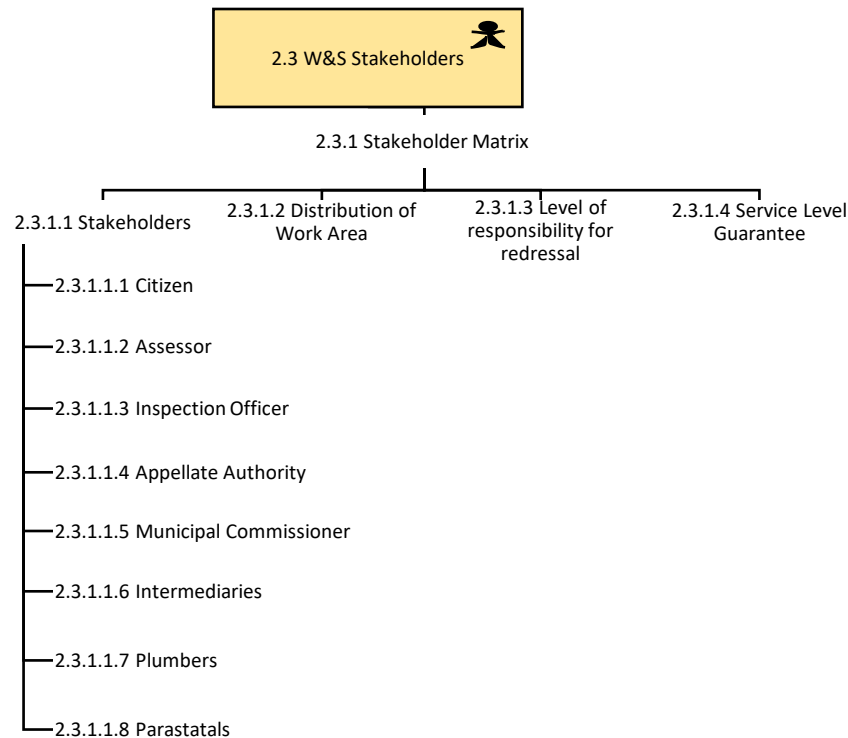 2.3 W&S Stakeholders
2.3.1 Stakeholder Matrix
2.3.1.1 Stakeholders
2.3.1.2 Distribution of
Work Area
2.3.1.3 Level of
responsibility for
redressal
2.3.1.4 Service Level
Guarantee
2.3.1.1.1 Citizen
2.3.1.1.2 Assessor
2.3.1.1.3 Inspection Officer
2.3.1.1.4 Appellate Authority
2.3.1.1.5 Municipal Commissioner
2.3.1.1.6 Intermediaries
2.3.1.1.7 Plumbers
2.3.1.1.8 Parastatals